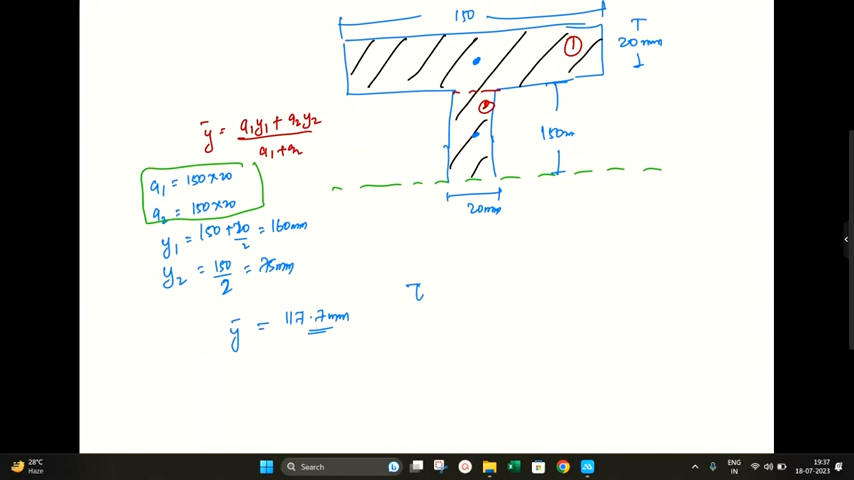 150
①
20mm
②
150m
20mm
ȳ = a₁y₁ + a₂y₂ / a₁ + a₂
a₁ = 150×20
a₂ = 150×20
y₁ = 150 + 20/2 = 160mm
y₂ = 150/2 = 75mm
ȳ = 117.7mm
28°C
Haze
Search
ENG
IN
19:37
18-07-2023